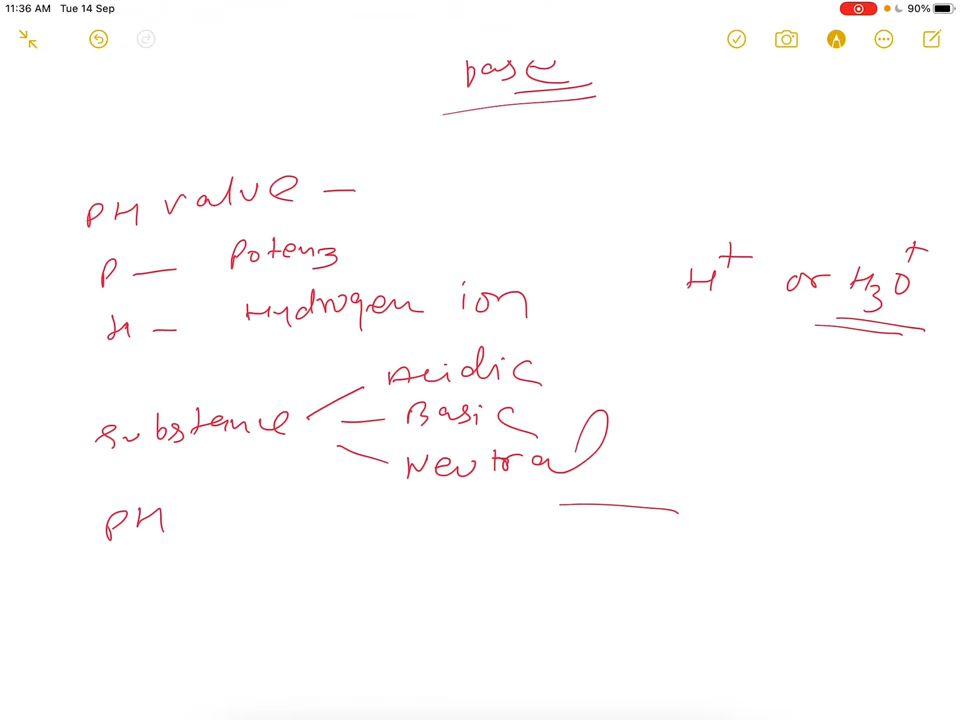 11:36 AM Tue 14 Sep
90%
base
PH value —
P — Potenz
H — Hydrogen ion
H+ or H3O+
Substance
Acidic
Basic
Neutral
PH